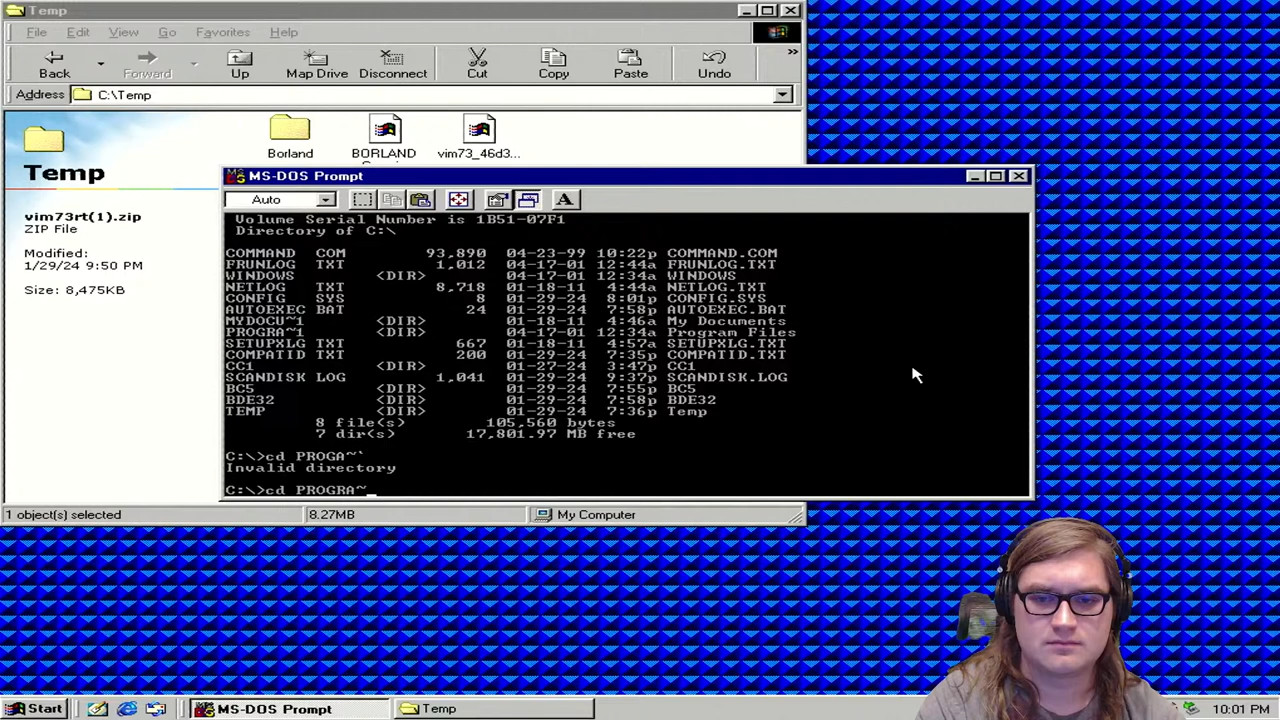 Temp
File Edit View Go Favorites Help
Back Forward Up Map Drive Disconnect Cut Copy Paste Undo
Address C:\Temp
Borland BORLAND vim73_46d3...
Temp
vim73rt(1).zip
ZIP File
Modified:
1/29/24 9:50 PM
Size: 8,475KB
MS-DOS Prompt
Auto A
Volume Serial Number is 1B51-07F1
Directory of C:\
COMMAND COM 93,890 04-23-99 10:22p COMMAND.COM
FRUNLOG TXT 1,012 04-17-01 12:44a FRUNLOG.TXT
WINDOWS <DIR> 04-17-01 12:34a WINDOWS
NETLOG TXT 8,718 01-18-11 4:44a NETLOG.TXT
CONFIG SYS 8 01-29-24 8:01p CONFIG.SYS
AUTOEXEC BAT 24 01-29-24 7:58p AUTOEXEC.BAT
MYDOCU~1 <DIR> 01-18-11 4:46a My Documents
PROGRA~1 <DIR> 04-17-01 12:34a Program Files
SETUPXLG TXT 667 01-18-11 4:57a SETUPXLG.TXT
COMPATID TXT 200 01-29-24 7:35p COMPATID.TXT
CC1 <DIR> 01-27-24 3:47p CC1
SCANDISK LOG 1,041 01-29-24 9:37p SCANDISK.LOG
BC5 <DIR> 01-29-24 7:55p BC5
BDE32 <DIR> 01-29-24 7:58p BDE32
TEMP <DIR> 01-29-24 7:36p Temp
8 file(s) 105,560 bytes
7 dir(s) 17,801.97 MB free
C:\>cd PROGA~`
Invalid directory
C:\>cd PROGRA~_
1 object(s) selected 8.27MB My Computer
Start MS-DOS Prompt Temp 10:01 PM